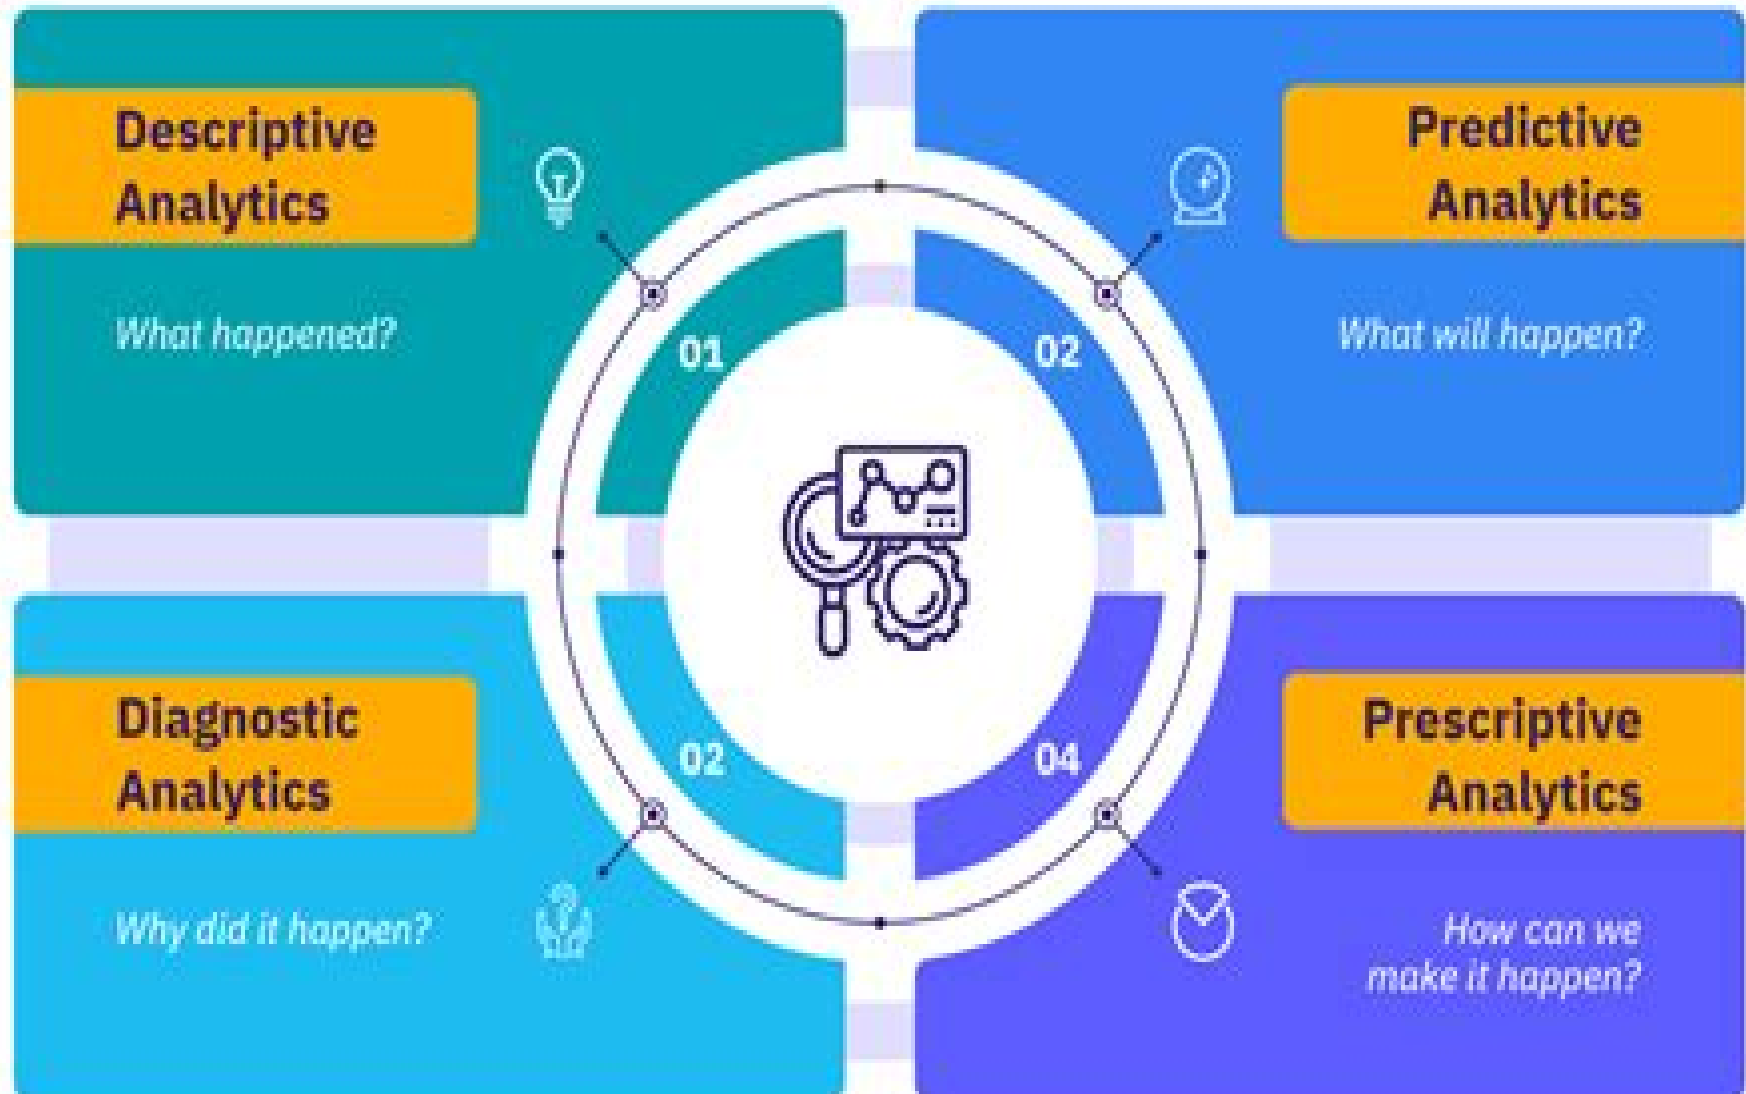 Descriptive
Analytics
What happened?
01
Predictive
Analytics
What will happen?
02
Diagnostic
Analytics
Why did it happen?
02
Prescriptive
Analytics
How can we
make it happen?
04